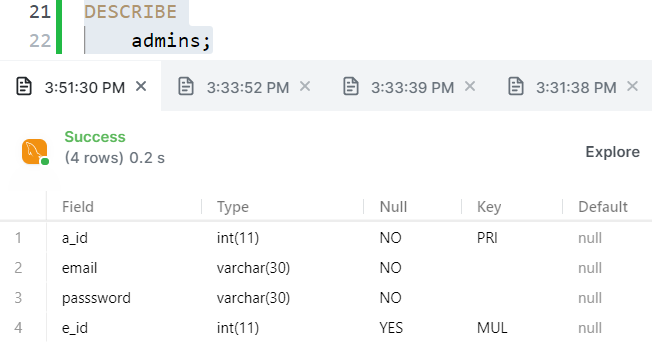 21 DESCRIBE
22 admins;
3:51:30 PM 3:33:52 PM 3:33:39 PM 3:31:38 PM
Success
(4 rows) 0.2 s
Explore
Field Type Null Key Default
1 a_id int(11) NO PRI null
2 email varchar(30) NO null
3 passsword varchar(30) NO null
4 e_id int(11) YES MUL null